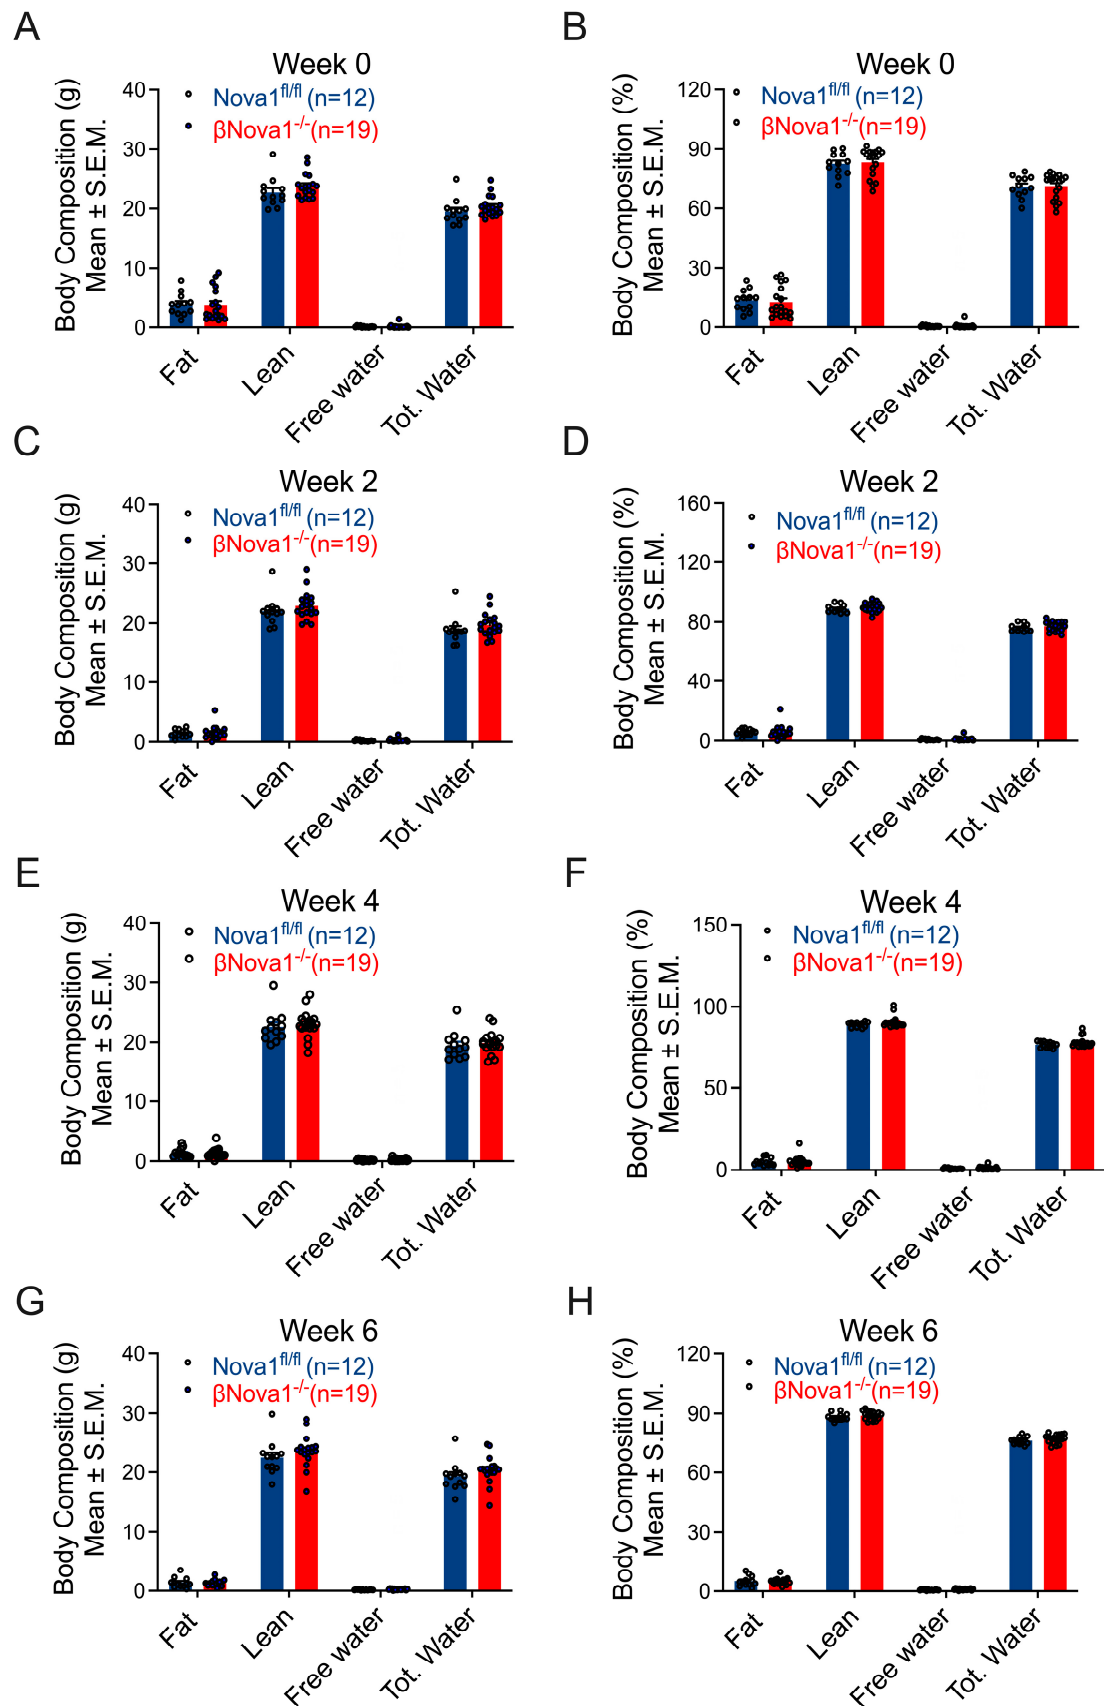 A
Week 0
Body Composition (g)
Mean ± S.E.M.
40
30
20
10
0
Nova1fl/fl (n=12)
βNova1-/-(n=19)
Fat
Lean
Free water
Tot. Water
B
Week 0
Body Composition (%)
Mean ± S.E.M.
120
90
60
30
0
Nova1fl/fl (n=12)
βNova1-/-(n=19)
Fat
Lean
Free water
Tot. Water
C
Week 2
Body Composition (g)
Mean ± S.E.M.
40
30
20
10
0
Nova1fl/fl (n=12)
βNova1-/-(n=19)
Fat
Lean
Free water
Tot. Water
D
Week 2
Body Composition (%)
Mean ± S.E.M.
160
120
80
40
0
Nova1fl/fl (n=12)
βNova1-/-(n=19)
Fat
Lean
Free water
Tot. Water
E
Week 4
Body Composition (g)
Mean ± S.E.M.
40
30
20
10
0
Nova1fl/fl (n=12)
βNova1-/-(n=19)
Fat
Lean
Free water
Tot. Water
F
Week 4
Body Composition (%)
Mean ± S.E.M.
150
100
50
0
Nova1fl/fl (n=12)
βNova1-/-(n=19)
Fat
Lean
Free water
Tot. Water
G
Week 6
Body Composition (g)
Mean ± S.E.M.
40
30
20
10
0
Nova1fl/fl (n=12)
βNova1-/-(n=19)
Fat
Lean
Free water
Tot. Water
H
Week 6
Body Composition (%)
Mean ± S.E.M.
120
90
60
30
0
Nova1fl/fl (n=12)
βNova1-/-(n=19)
Fat
Lean
Free water
Tot. Water